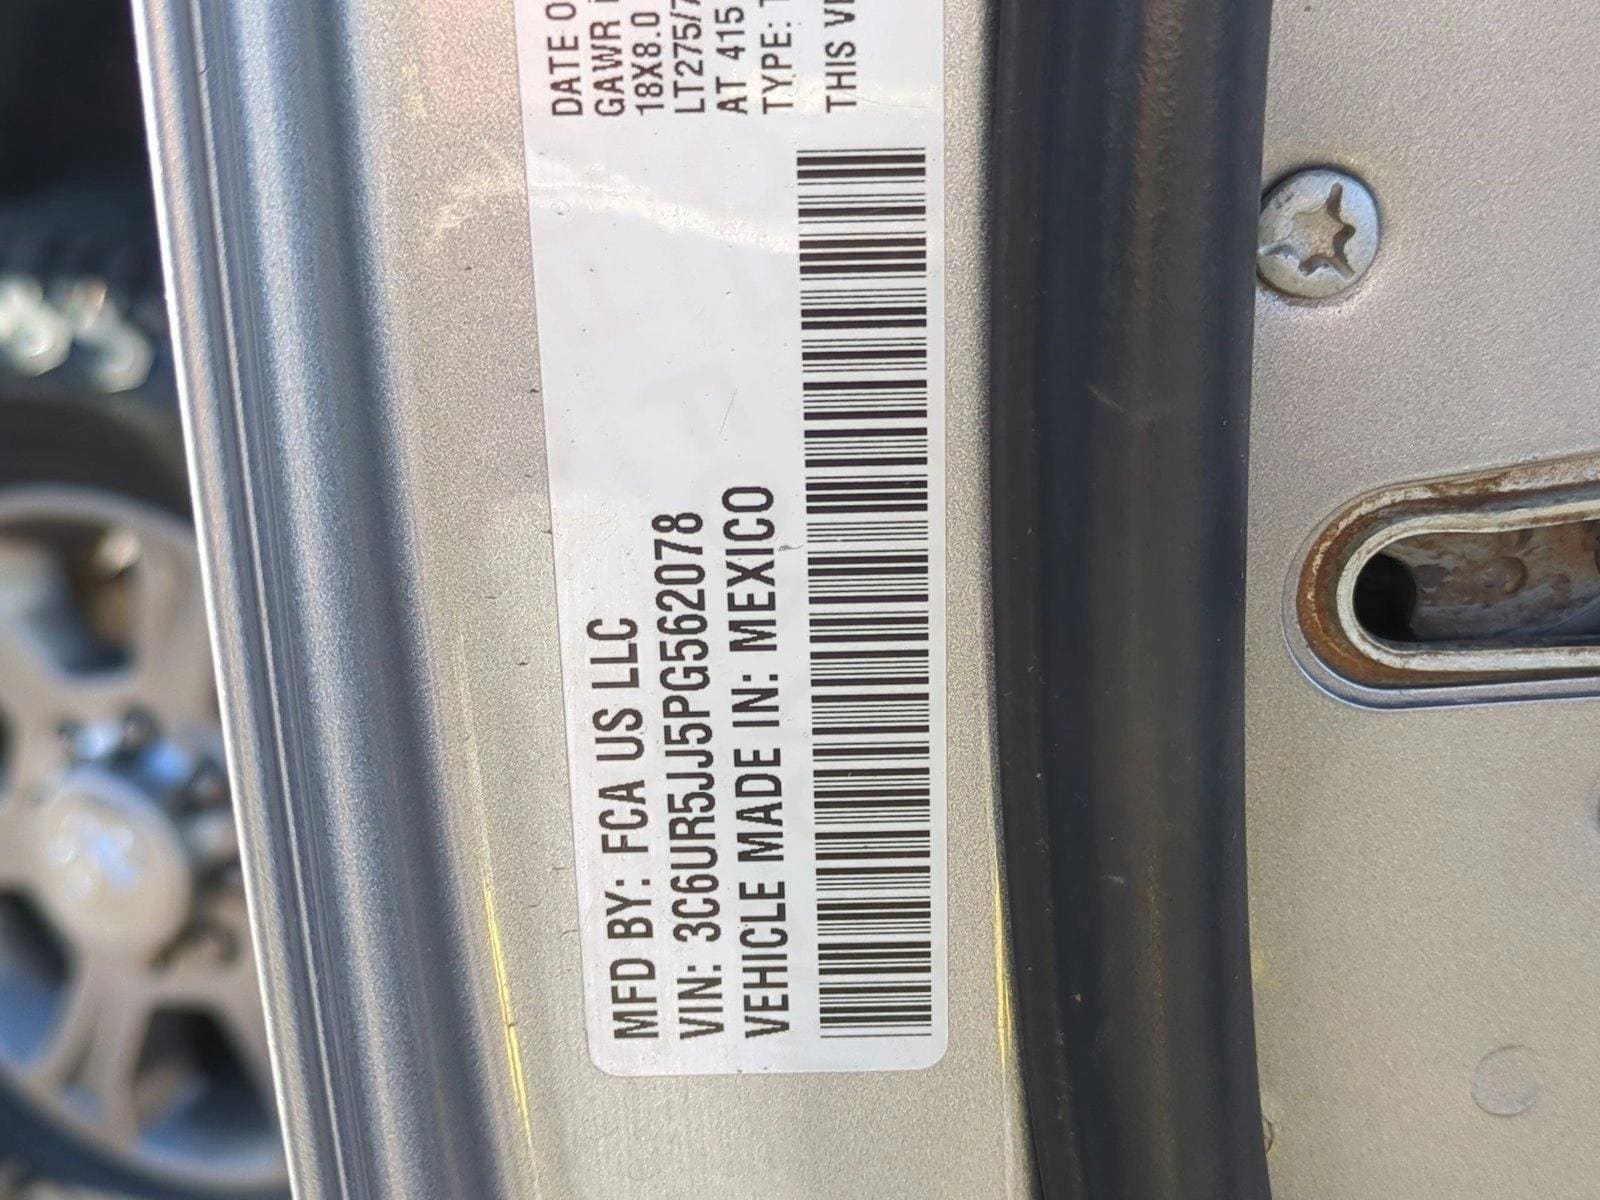 MFD BY: FCA US LLC
VIN: 3C6UR5JJ5PG562078
VEHICLE MADE IN: MEXICO
DATE O
GAWR
18X8.0
LT275/7
AT 415
TYPE: T
THIS